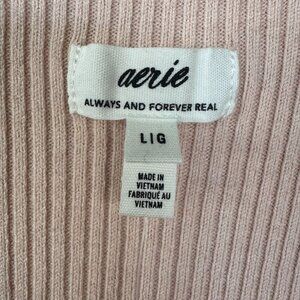 aerie
ALWAYS AND FOREVER REAL
L|G
MADE IN
VIETNAM
FABRIQUÉ AU
VIETNAM